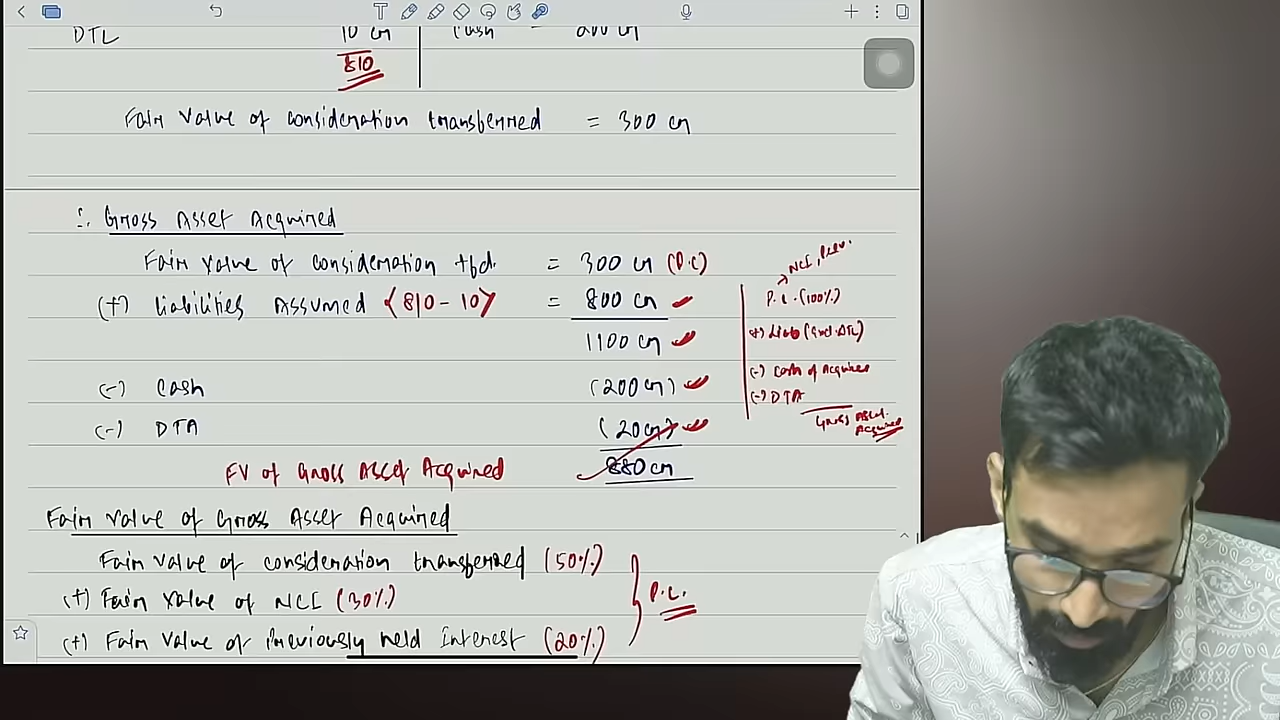 DTL 10 cr
810
Cash = 200 cr
Fair value of consideration transferred = 300 cr
∴ Gross Asset Acquired
Fair value of consideration tfd. = 300 cr (P.C)
(+) Liabilities Assumed {810-10} = 800 cr
1100 cr
(-) Cash (200 cr)
(-) DTA (20 cr)
FV of Gross Asset Acquired 880 cr
→ NCI, Prev.
P.C. (100%)
(+) Liab (excl. DTL)
(-) Cash of Acquiree
(-) DTA
Gross Asset Acquired
Fair value of Gross Asset Acquired
Fair value of consideration transferred (50%)
(+) Fair value of NCI (30%)
(+) Fair value of Previously held Interest (20%)
P.C.